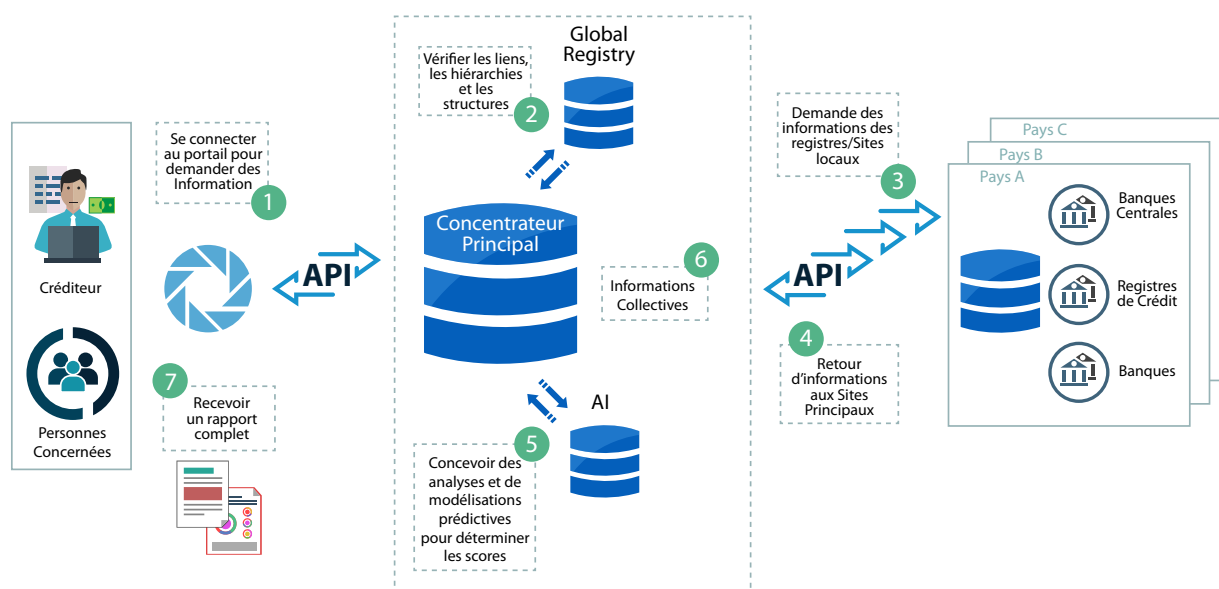 Créditeur
Personnes
Concernées
Se connecter
au portail pour
demander des
Information
1
API
7
Recevoir
un rapport
complet
Global
Registry
Vérifier les liens,
les hiérarchies
et les
structures
2
Concentrateur
Principal
6
Informations
Collectives
AI
5
Concevoir des
analyses et de
modélisations
prédictives
pour déterminer
les scores
Demande des
informations des
registres/Sites
locaux
3
API
4
Retour
d'informations
aux Sites
Principaux
Pays C
Pays B
Pays A
Banques
Centrales
Registres
de Crédit
Banques